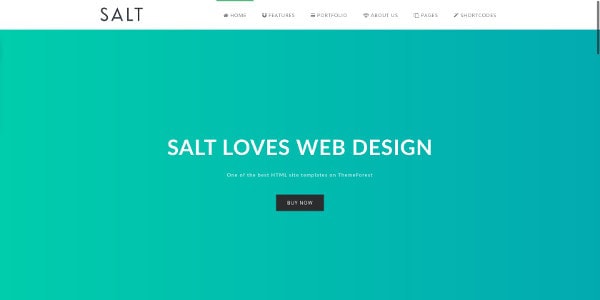 SALT HOME FEATURES PORTFOLIO ABOUT US PAGES SHORTCODES
SALT LOVES WEB DESIGN
One of the best HTML site templates on ThemeForest
BUY NOW